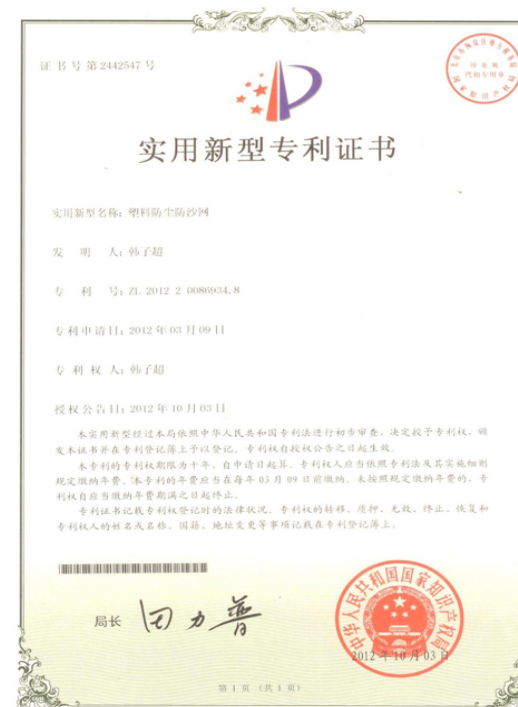 证书号第2442547号
实用新型专利证书
实用新型名称：塑料防尘防沙网
发 明 人：韩子超
专 利 号：ZL 2012 2 0086934.8
专利申请日：2012年03月09日
专 利 权 人：韩子超
授权公告日：2012年10月03日
本实用新型经过本局依照中华人民共和国专利法进行初步审查，决定授予专利权，颁
发本证书并在专利登记簿上予以登记。专利权自授权公告之日起生效。
本专利的专利权期限为十年，自申请日起算。专利权人应当依照专利法及其实施细则
规定缴纳年费。本专利的年费应当在每年03月09日前缴纳。未按照规定缴纳年费的，专
利权自应当缴纳年费期满之日起终止。
专利证书记载专利权登记时的法律状况。专利权的转移、质押、无效、终止、恢复和
专利权人的姓名或名称、国籍、地址变更等事项记载在专利登记簿上。
局长 田力普
中华人民共和国国家知识产权局
2012年10月03日
第1页（共1页）